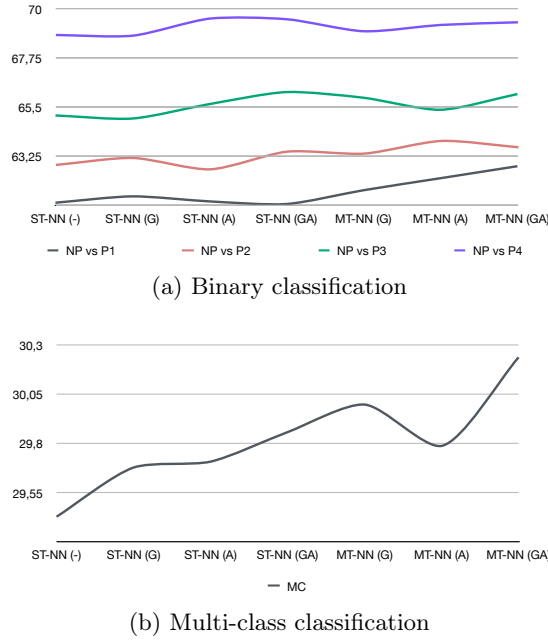 70
67,75
65,5
63,25
ST-NN (-) ST-NN (G) ST-NN (A) ST-NN (GA) MT-NN (G) MT-NN (A) MT-NN (GA)
NP vs P1 NP vs P2 NP vs P3 NP vs P4
(a) Binary classification
30,3
30,05
29,8
29,55
ST-NN (-) ST-NN (G) ST-NN (A) ST-NN (GA) MT-NN (G) MT-NN (A) MT-NN (GA)
MC
(b) Multi-class classification